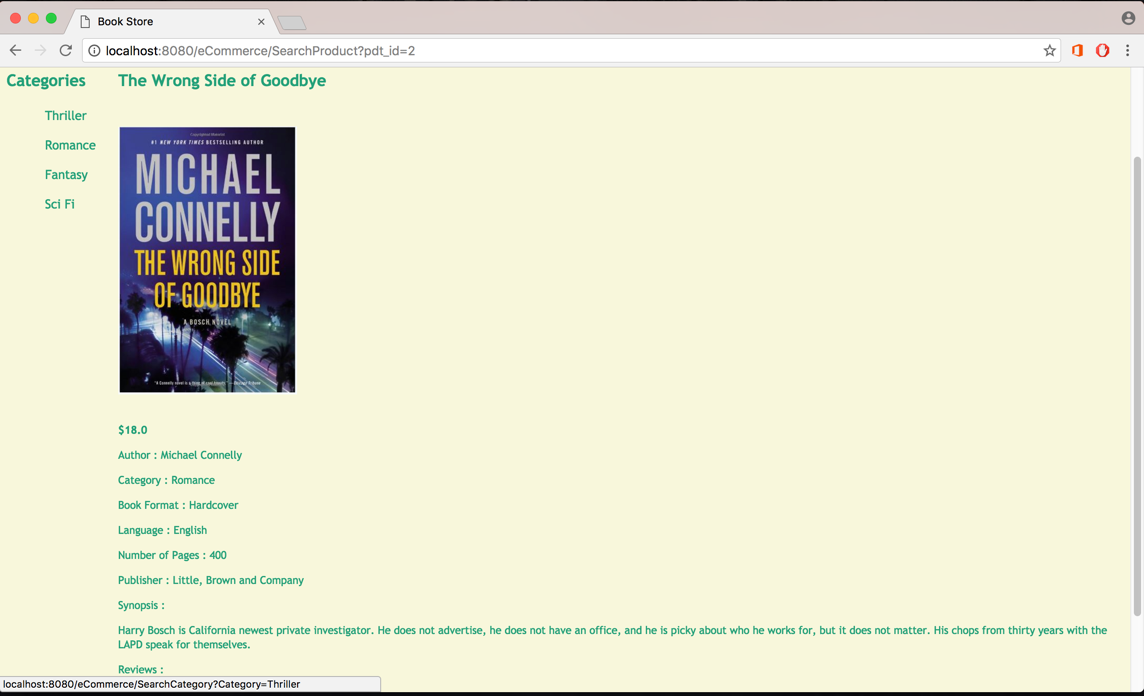 Book Store
localhost:8080/eCommerce/SearchProduct?pdt_id=2
Categories
Thriller
Romance
Fantasy
Sci Fi
The Wrong Side of Goodbye
#1 NEW YORK TIMES BESTSELLING AUTHOR
MICHAEL
CONNELLY
THE WRONG SIDE
OF GOODBYE
A BOSCH NOVEL
$18.0
Author : Michael Connelly
Category : Romance
Book Format : Hardcover
Language : English
Number of Pages : 400
Publisher : Little, Brown and Company
Synopsis :
Harry Bosch is California newest private investigator. He does not advertise, he does not have an office, and he is picky about who he works for, but it does not matter. His chops from thirty years with the
LAPD speak for themselves.
Reviews :
localhost:8080/eCommerce/SearchCategory?Category=Thriller